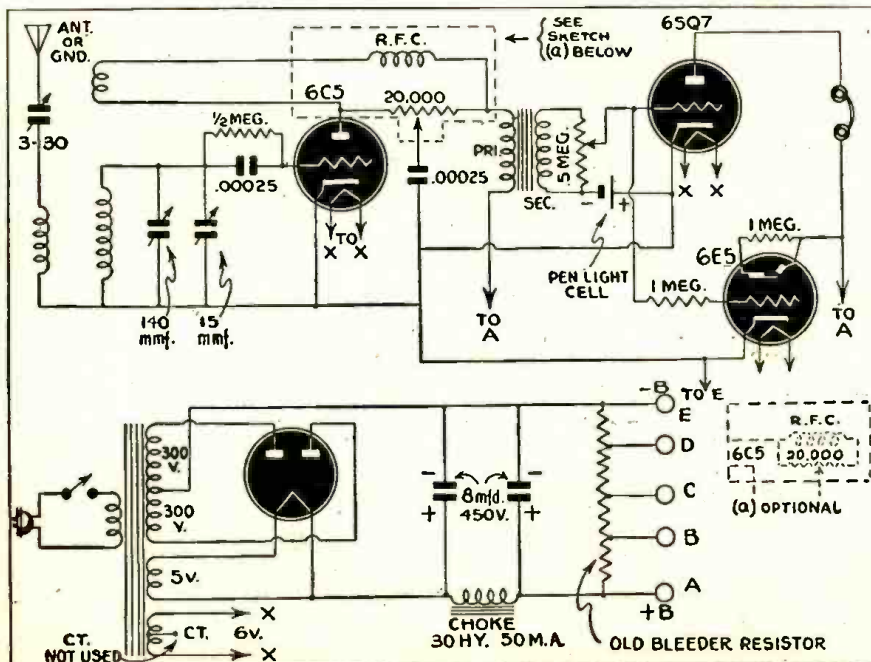 ANT.
OR
GND.
3-30
R.F.C.
SEE
SKETCH
(a) BELOW
6C5
20,000
1/2 MEG.
.00025
.00025
PRI.
SEC.
.5 MEG.
- +
PEN LIGHT
CELL
6SQ7
X X
TO
X X
140
mmf.
15
mmf.
TO
A
1 MEG.
6E5
1 MEG.
TO
A
TO E
300
V.
300
V.
5V.
X
CT. 6V.
X
CT.
NOT USED
- -
8mfd.
450V.
+ +
CHOKE
30 HY. 50 M.A.
-B
E
D
C
B
A
+B
OLD BLEEDER RESISTOR
R.F.C.
6C5
20,000
(a) OPTIONAL